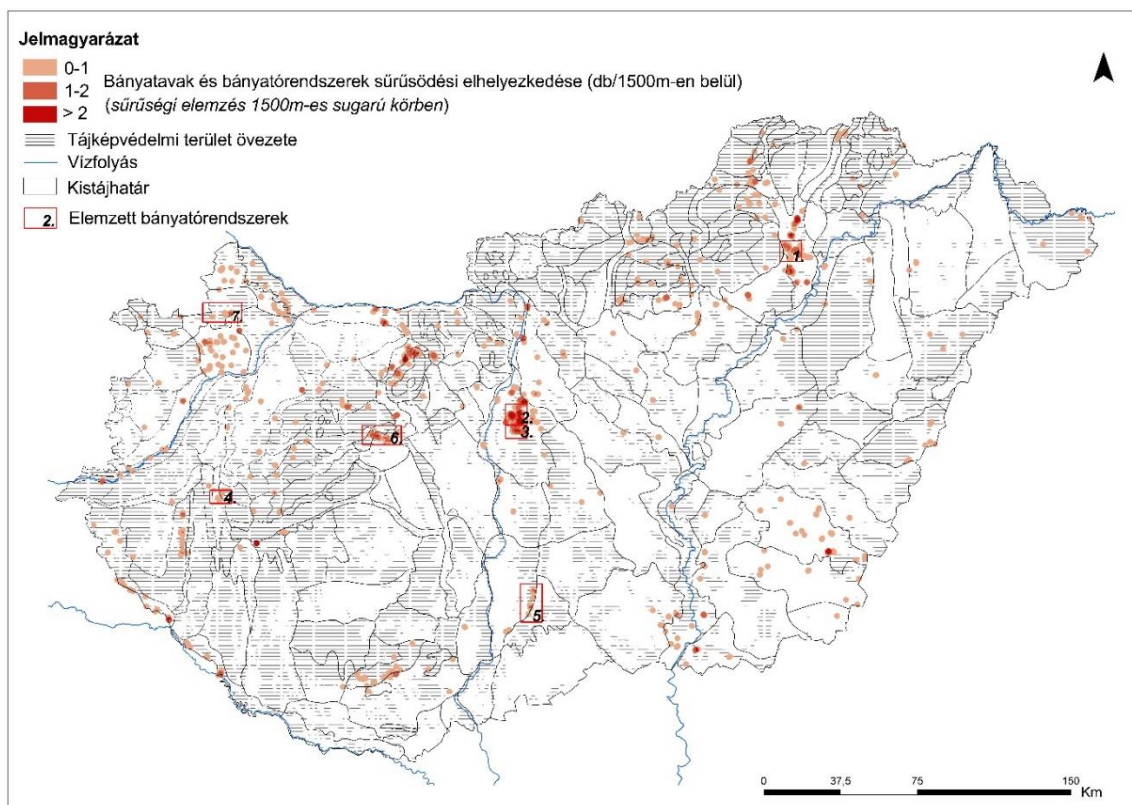 Jelmagyarázat
0-1
1-2
> 2
Bányatavak és bányatórendszerek sűrűsödési elhelyezkedése (db/1500m-en belül)
(sűrűségi elemzés 1500m-es sugarú körben)
Tájképvédelmi terület övezete
Vízfolyás
Kistájhatár
2. Elemzett bányatórendszerek
1.
7.
2.
3.
6.
4.
5.
0 37,5 75 150
Km